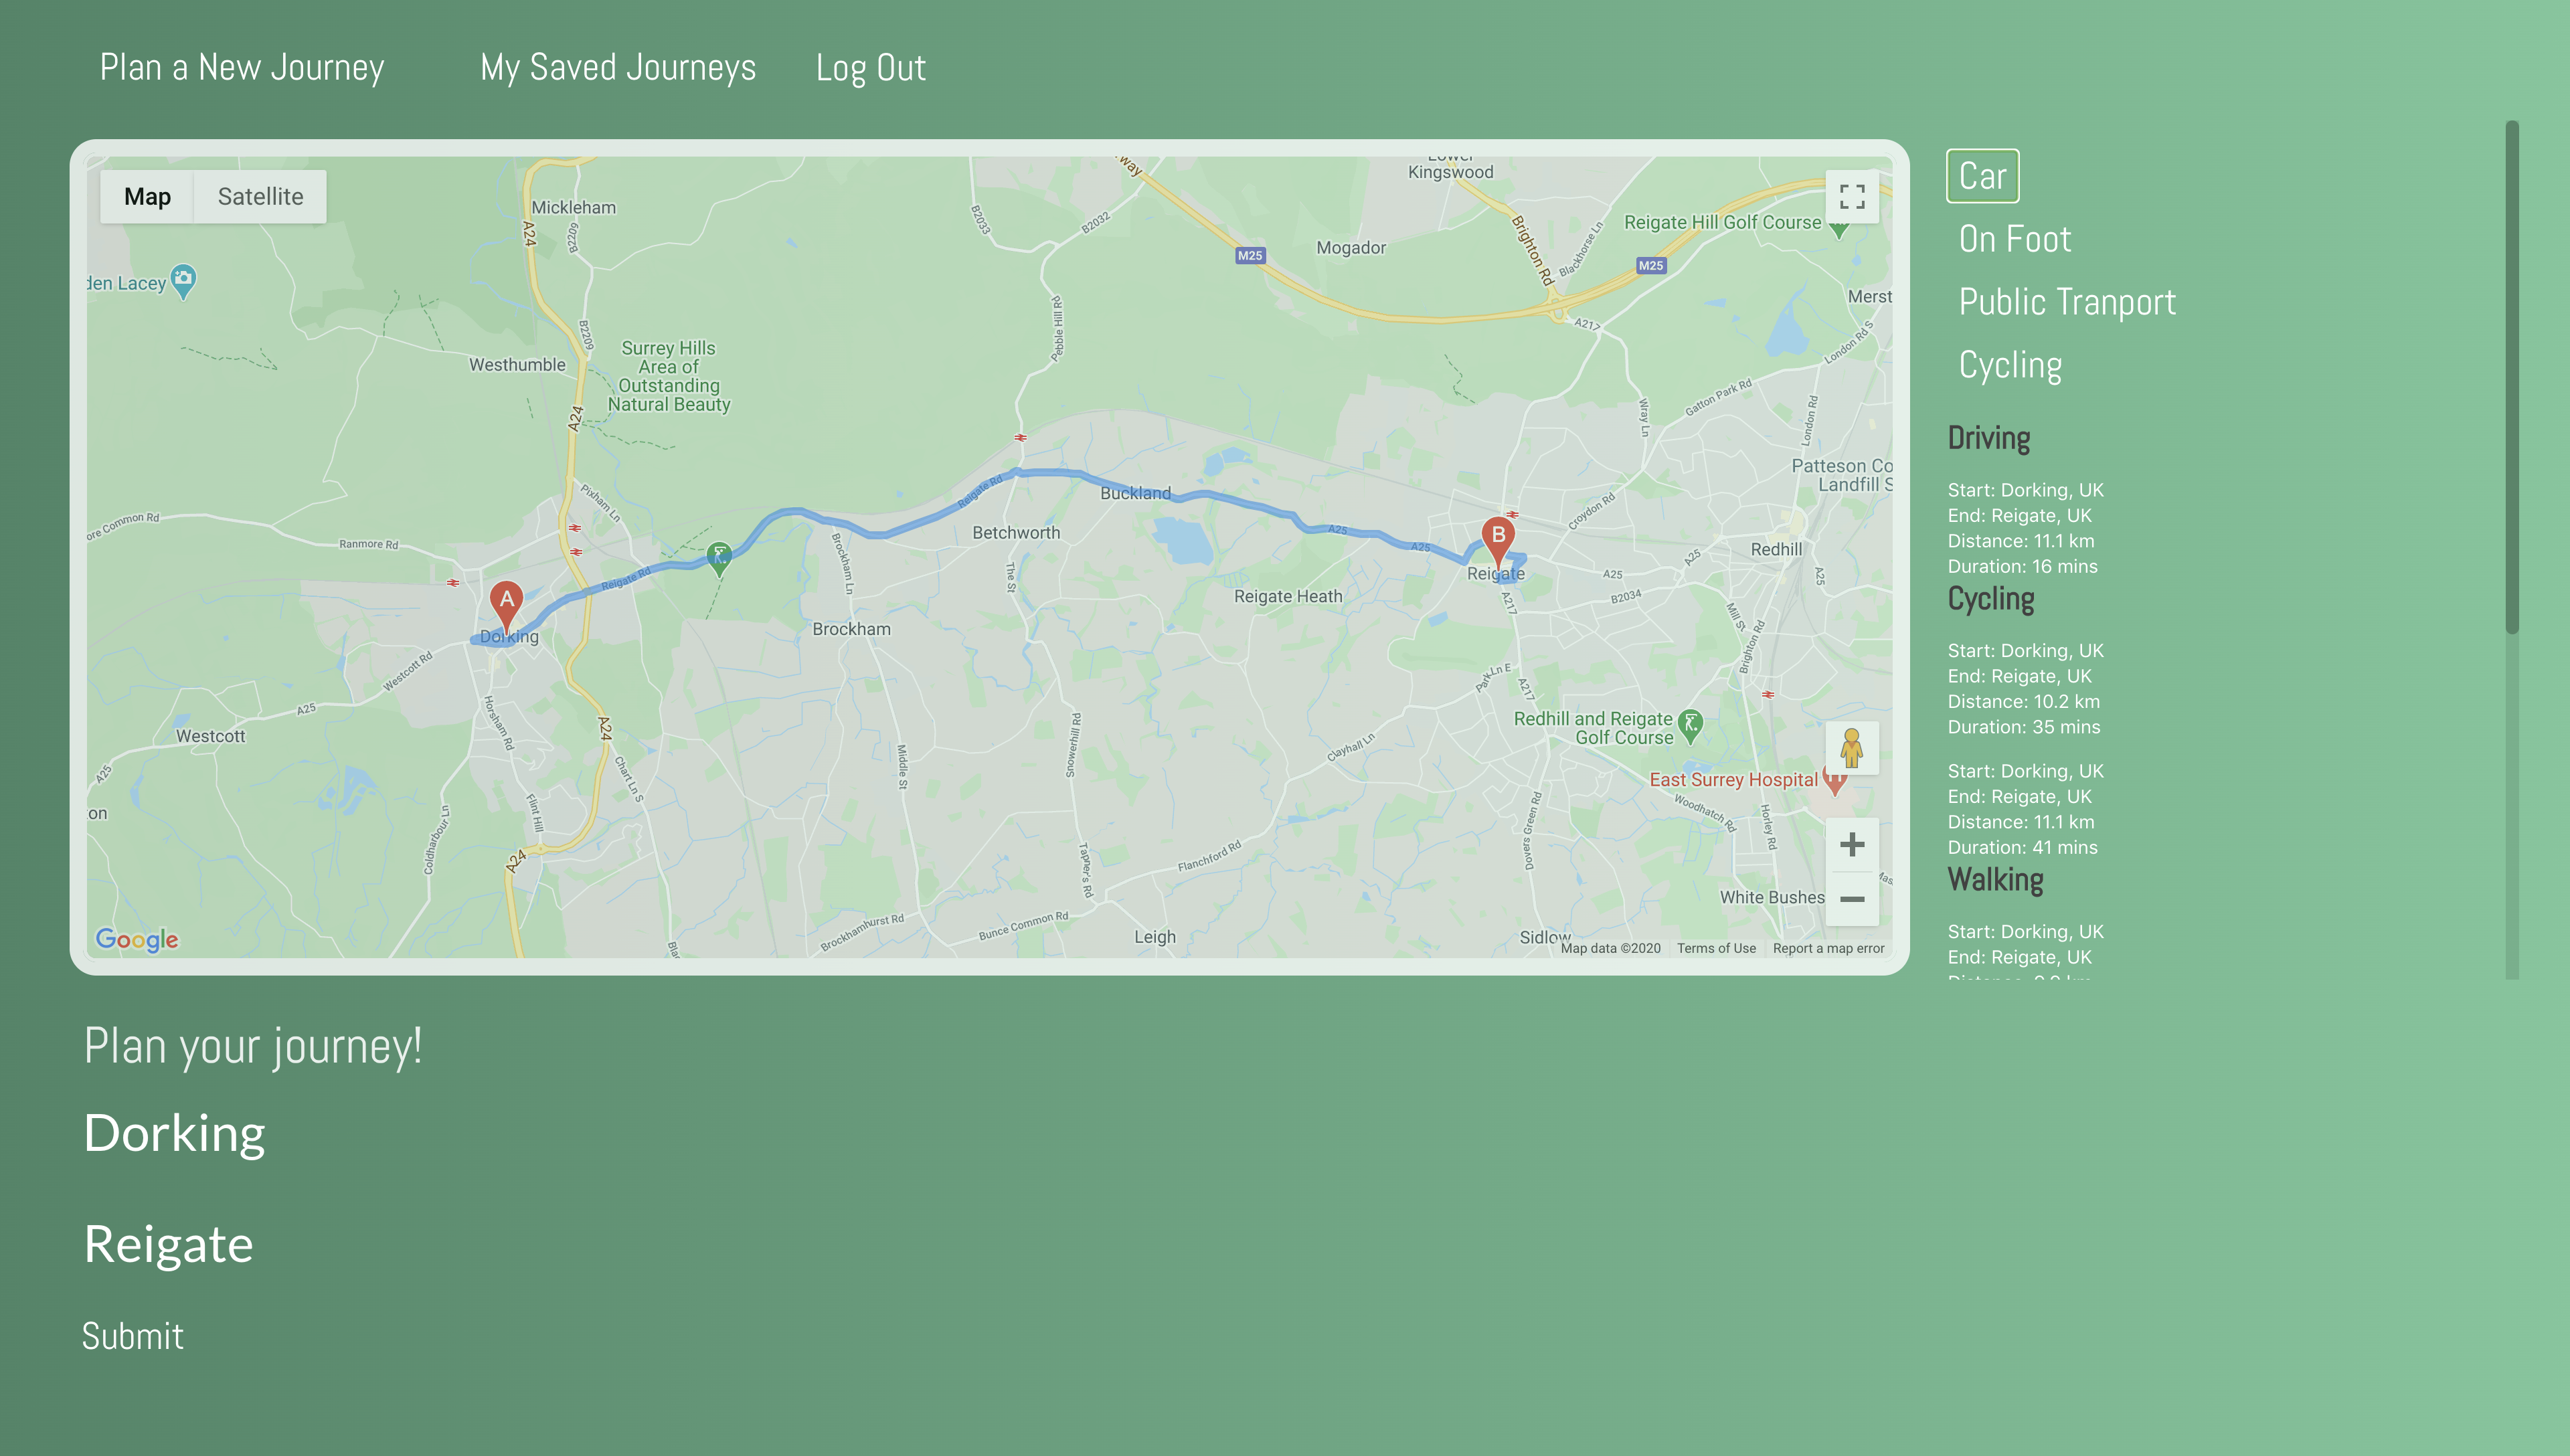 Plan a New Journey
My Saved Journeys
Log Out
Map
Satellite
Mickleham
A24
B2209
B2209
den Lacey
Westhumble
Surrey Hills
Area of
Outstanding
Natural Beauty
A24
B2033
B2032
Pebble Hill Rd
M25
Mogador
Lower
Kingswood
Brighton Rd
Blackhorse Ln
M25
Reigate Hill Golf Course
Merst
A217
London Rd S
Gatton Park Rd
Wray Ln
London Rd
Patteson Co
Landfill S
Croydon Rd
Pixham Ln
ore Common Rd
Ranmore Rd
Reigate Rd
Reigate Rd
Buckland
Betchworth
A25
A25
B
Reigate
Redhill
A25
A25
A25
B2034
A217
Mill St
Brighton Rd
A
Dorking
Brockham Ln
The St
Reigate Heath
Brockham
Westcott Rd
A25
Westcott
Horsham Rd
A24
Chart Ln S
Middle St
Snowerhill Rd
Clayhall Ln
Park Ln E
A217
Redhill and Reigate
Golf Course
East Surrey Hospital
H
Woodhatch Rd
Horley Rd
Dovers Green Rd
A25
ton
Coldharbour Ln
Flint Hill
A24
Tapner's Rd
Flanchford Rd
Brockhamhurst Rd
Bunce Common Rd
Leigh
White Bushes
Sidlow
Google
Map data ©2020
Terms of Use
Report a map error
Car
On Foot
Public Tranport
Cycling
Driving
Start: Dorking, UK
End: Reigate, UK
Distance: 11.1 km
Duration: 16 mins
Cycling
Start: Dorking, UK
End: Reigate, UK
Distance: 10.2 km
Duration: 35 mins
Start: Dorking, UK
End: Reigate, UK
Distance: 11.1 km
Duration: 41 mins
Walking
Start: Dorking, UK
End: Reigate, UK
Plan your journey!
Dorking
Reigate
Submit